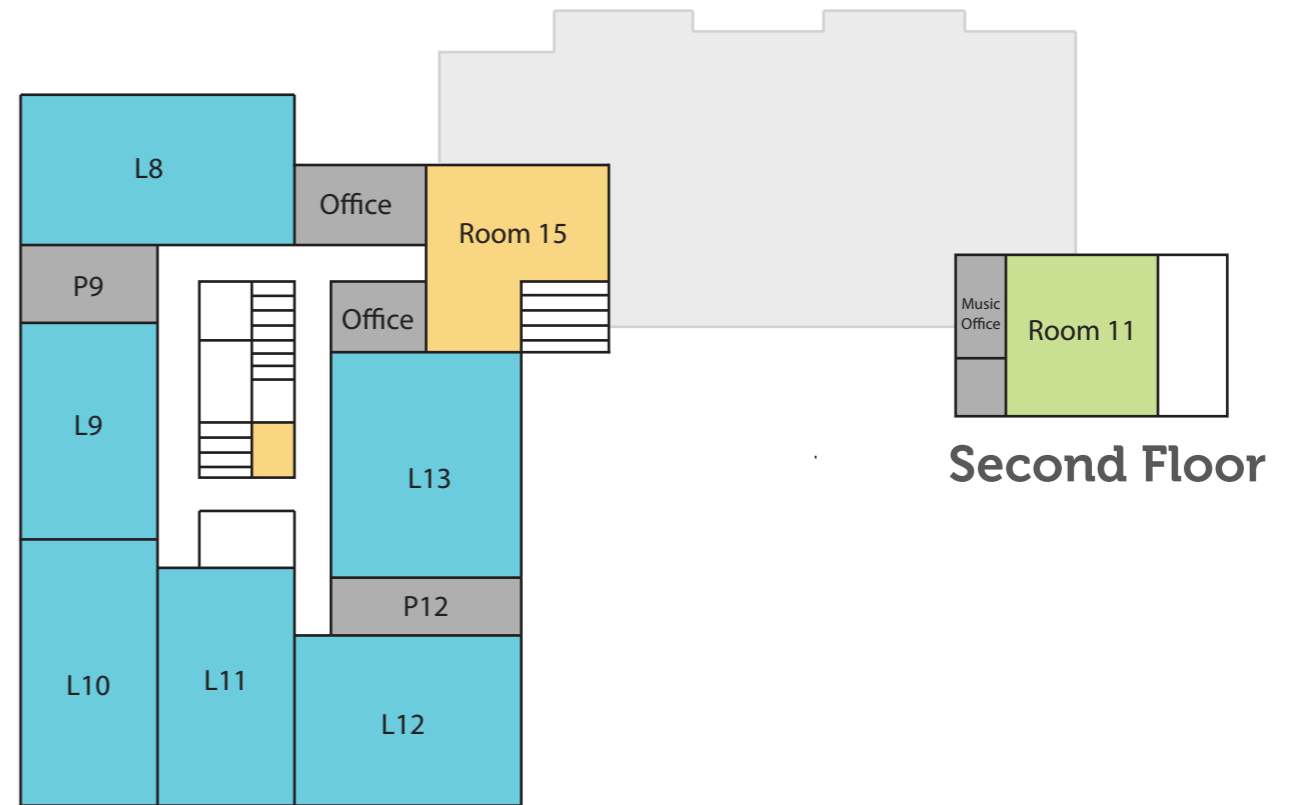 L8
Office
Room 15
P9
Office
Music
Office
Room 11
L9
Second Floor
L13
P12
L10
L11
L12